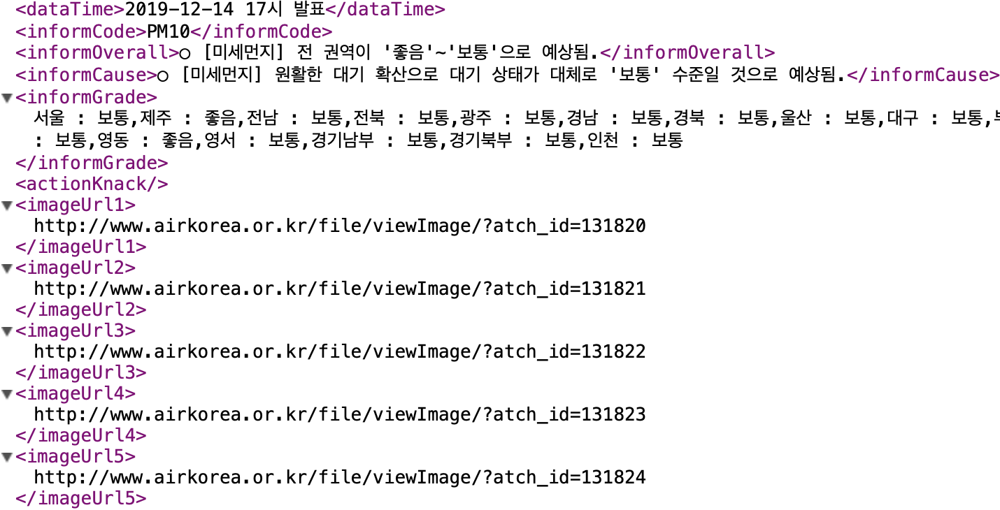 <dataTime>2019-12-14 17시 발표</dataTime>
<informCode>PM10</informCode>
<informOverall>○ [미세먼지] 전 권역이 '좋음'~'보통'으로 예상됨.</informOverall>
<informCause>○ [미세먼지] 원활한 대기 확산으로 대기 상태가 대체로 '보통' 수준일 것으로 예상됨.</informCause>
▼<informGrade>
서울 : 보통,제주 : 좋음,전남 : 보통,전북 : 보통,광주 : 보통,경남 : 보통,경북 : 보통,울산 : 보통,대구 : 보통,
: 보통,영동 : 좋음,영서 : 보통,경기남부 : 보통,경기북부 : 보통,인천 : 보통
</informGrade>
<actionKnack/>
▼<imageUrl1>
http://www.airkorea.or.kr/file/viewImage/?atch_id=131820
</imageUrl1>
▼<imageUrl2>
http://www.airkorea.or.kr/file/viewImage/?atch_id=131821
</imageUrl2>
▼<imageUrl3>
http://www.airkorea.or.kr/file/viewImage/?atch_id=131822
</imageUrl3>
▼<imageUrl4>
http://www.airkorea.or.kr/file/viewImage/?atch_id=131823
</imageUrl4>
▼<imageUrl5>
http://www.airkorea.or.kr/file/viewImage/?atch_id=131824
</imageUrl5>